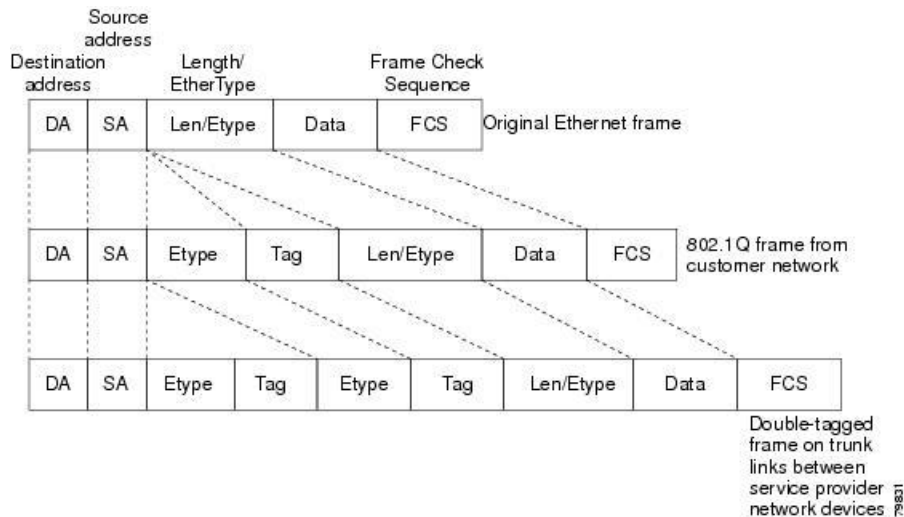 Source
address
Destination
address
Length/
EtherType
Frame Check
Sequence
DA SA Len/Etype Data FCS Original Ethernet frame
DA SA Etype Tag Len/Etype Data FCS
802.1Q frame from
customer network
DA SA Etype Tag Etype Tag Len/Etype Data FCS
Double-tagged
frame on trunk
links between
service provider
network devices
79831